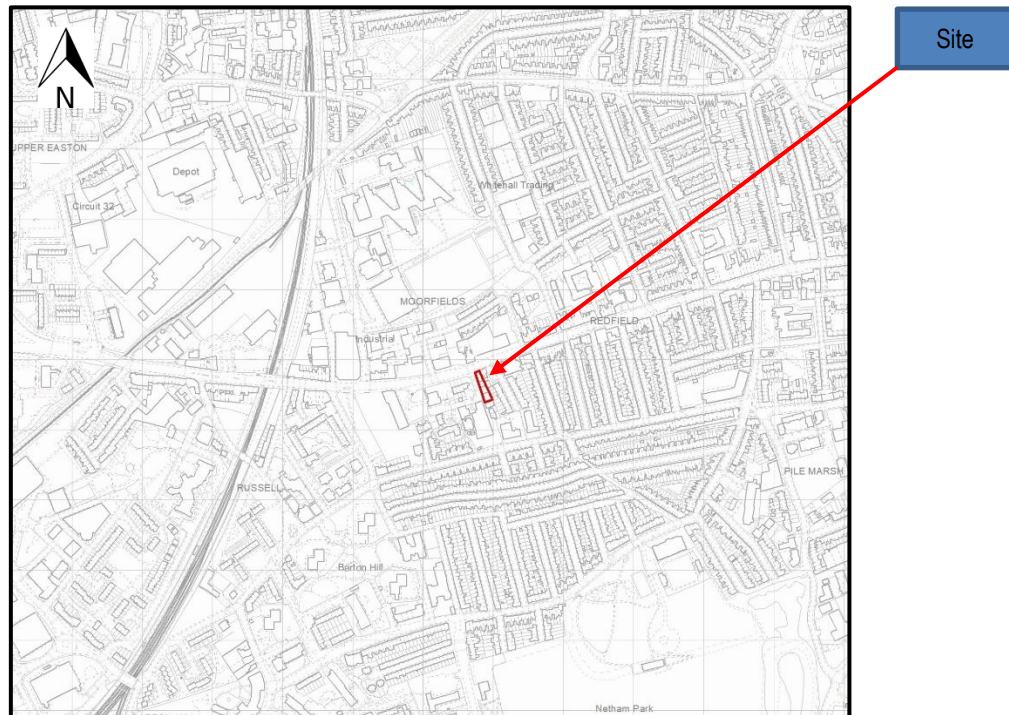 Site
N
UPPER EASTON
Depot
Circuit 32
Whitehall Trading
MOORFIELDS
Industrial
REDFIELD
RUSSELL
PILE MARSH
Barton Hill
Netham Park